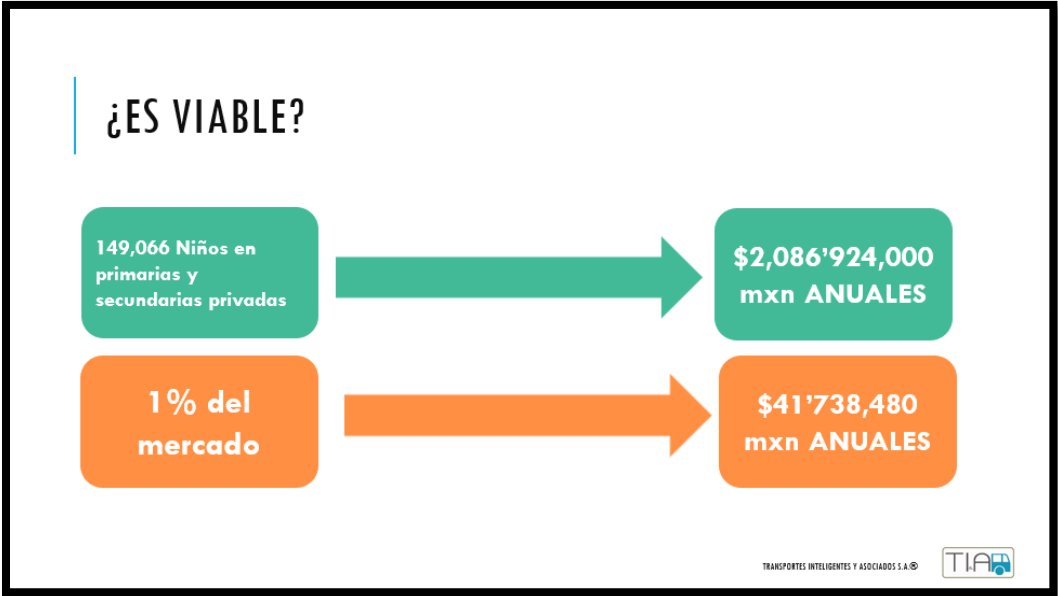 ¿ES VIABLE?
149,066 Niños en
primarias y
secundarias privadas
$2,086’924,000
mxn ANUALES
1% del
mercado
$41’738,480
mxn ANUALES
TRANSPORTES INTELIGENTES Y ASOCIADOS S.A.®
T.I.A